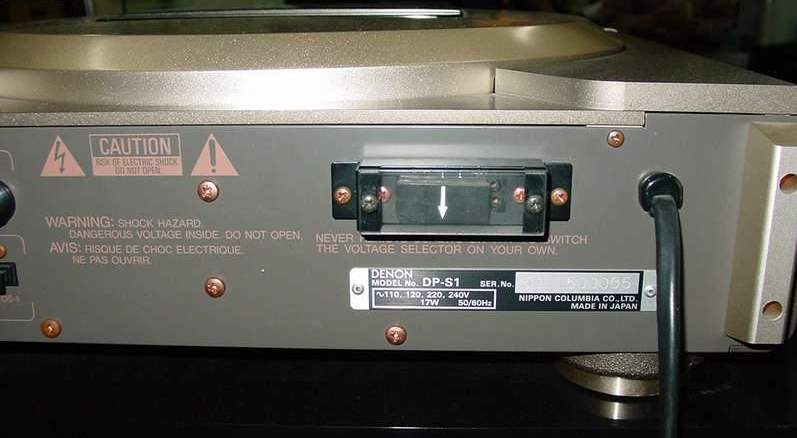 CAUTION
RISK OF ELECTRIC SHOCK
DO NOT OPEN
WARNING: SHOCK HAZARD.
DANGEROUS VOLTAGE INSIDE. DO NOT OPEN.
AVIS: RISQUE DE CHOC ELECTRIQUE.
NE PAS OUVRIR.
NEVER SWITCH
THE VOLTAGE SELECTOR ON YOUR OWN.
DENON
MODEL No. DP-S1 SER. No. 500065
∿110, 120, 220, 240V
17W 50/60Hz
NIPPON COLUMBIA CO., LTD.
MADE IN JAPAN